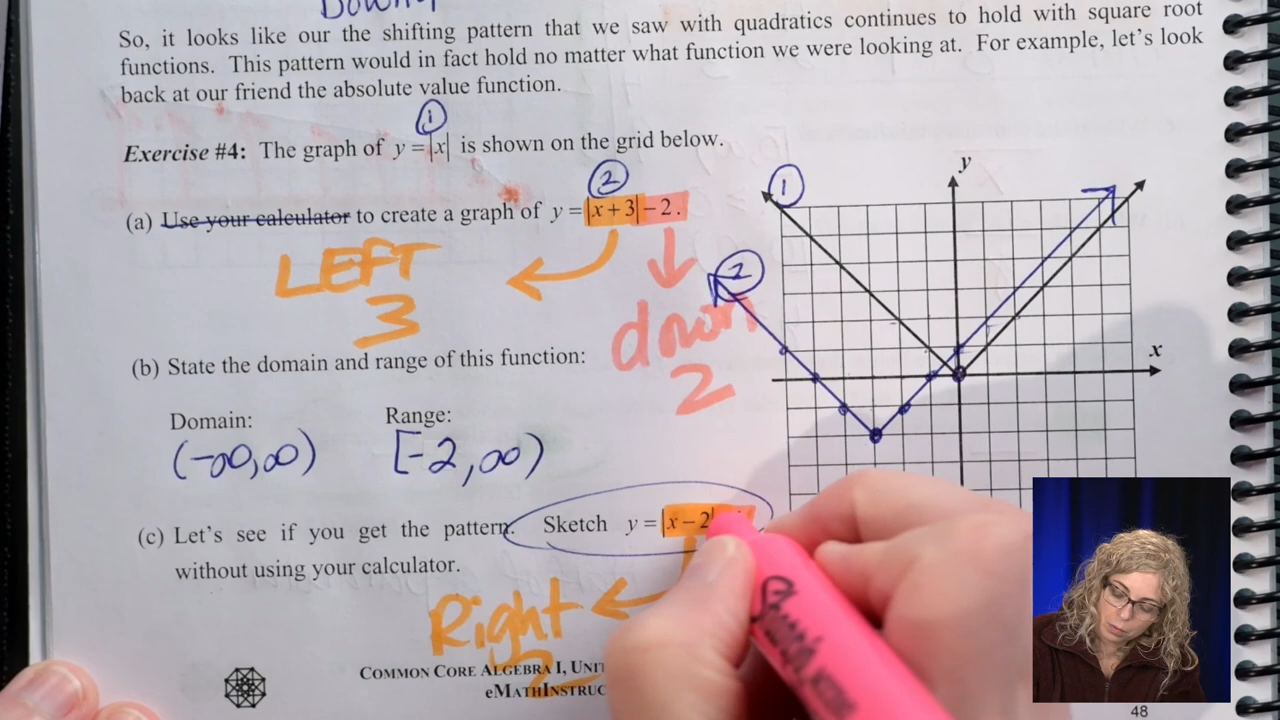 Down
So, it looks like our the shifting pattern that we saw with quadratics continues to hold with square root
functions. This pattern would in fact hold no matter what function we were looking at. For example, let's look
back at our friend the absolute value function.
1
Exercise #4: The graph of y = |x| is shown on the grid below.
2
(a) Use your calculator to create a graph of y = |x + 3| − 2.
LEFT
3
down
2
y
1
2
x
(b) State the domain and range of this function:
Domain: Range:
(-∞,∞) [-2,∞)
(c) Let's see if you get the pattern. Sketch y = |x − 2|
without using your calculator.
Right
2
COMMON CORE ALGEBRA I, UNIT
eMATHINSTRUC
Sharpie
48